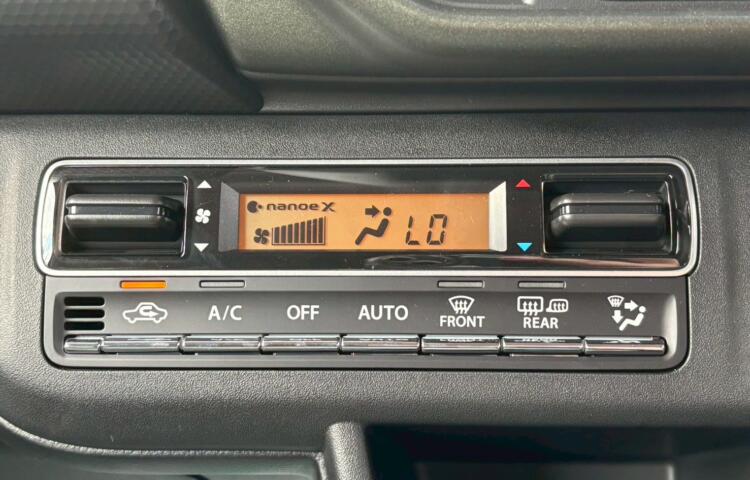 nanoe X
LO
A/C
OFF
AUTO
FRONT
REAR